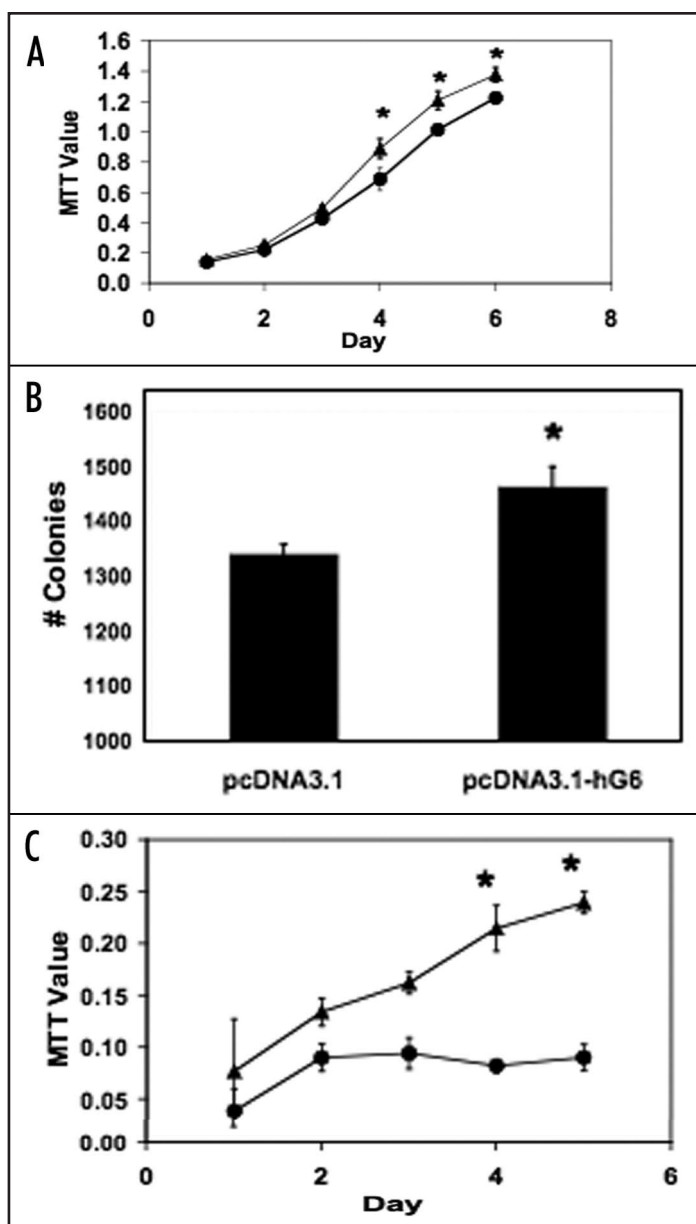 A
MTT Value
1.6
1.4
1.2
1.0
0.8
0.6
0.4
0.2
0.0
* * *
0 2 4 6 8
Day
B
# Colonies
1600
1500
1400
1300
1200
1100
1000
*
pcDNA3.1 pcDNA3.1-hG6
C
MTT Value
0.30
0.25
0.20
0.15
0.10
0.05
0.00
* *
0 2 4 6
Day